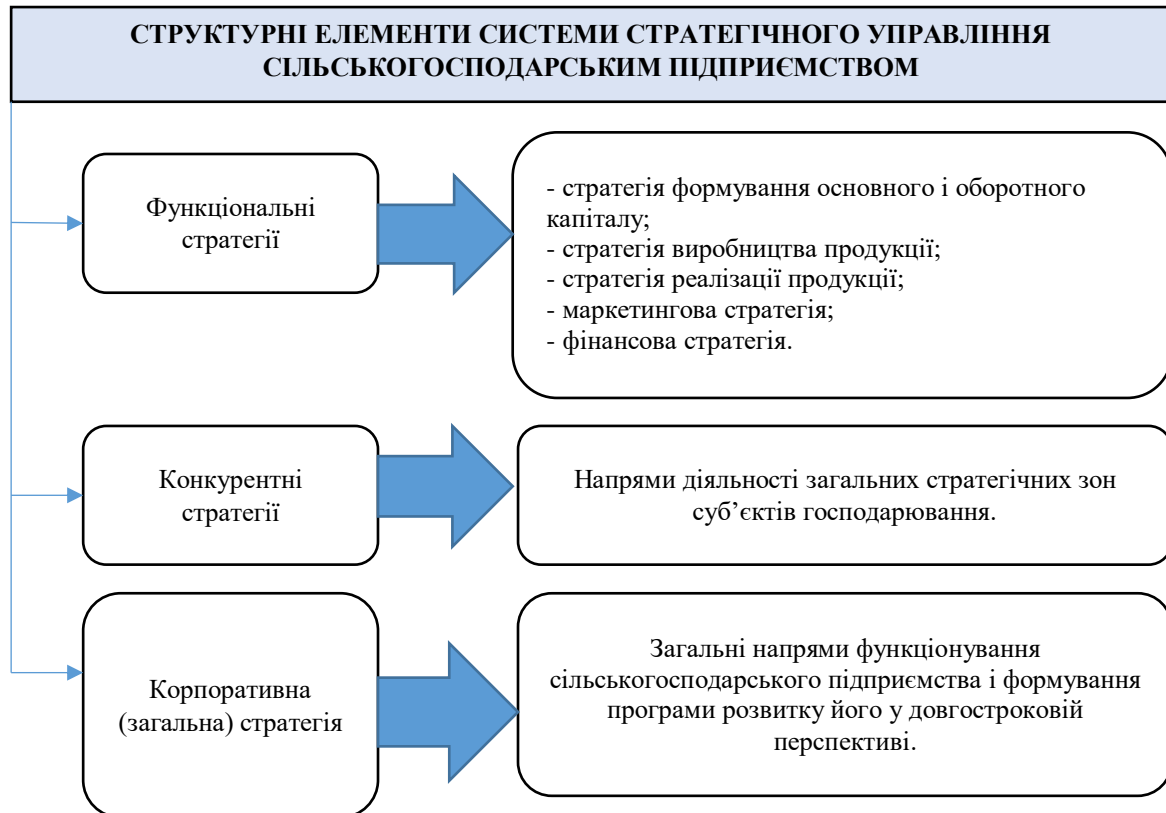 СТРУКТУРНІ ЕЛЕМЕНТИ СИСТЕМИ СТРАТЕГІЧНОГО УПРАВЛІННЯ
СІЛЬСЬКОГОСПОДАРСЬКИМ ПІДПРИЄМСТВОМ
Функціональні
стратегії
- стратегія формування основного і оборотного
капіталу;
- стратегія виробництва продукції;
- стратегія реалізації продукції;
- маркетингова стратегія;
- фінансова стратегія.
Конкурентні
стратегії
Напрями діяльності загальних стратегічних зон
суб’єктів господарювання.
Корпоративна
(загальна) стратегія
Загальні напрями функціонування
сільськогосподарського підприємства і формування
програми розвитку його у довгостроковій
перспективі.